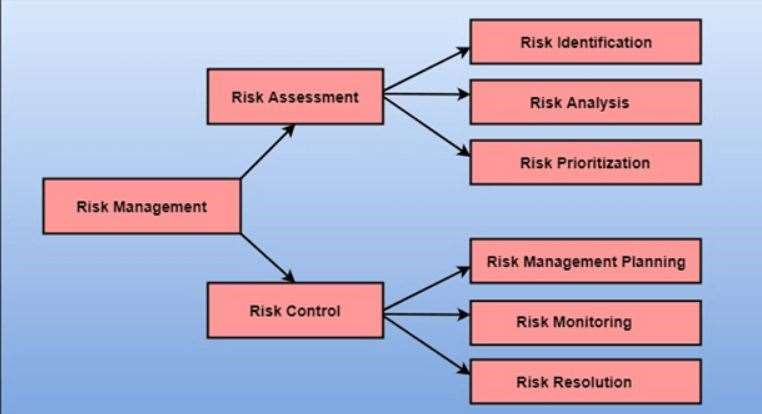 Risk Identification
Risk Assessment
Risk Analysis
Risk Prioritization
Risk Management
Risk Management Planning
Risk Control
Risk Monitoring
Risk Resolution